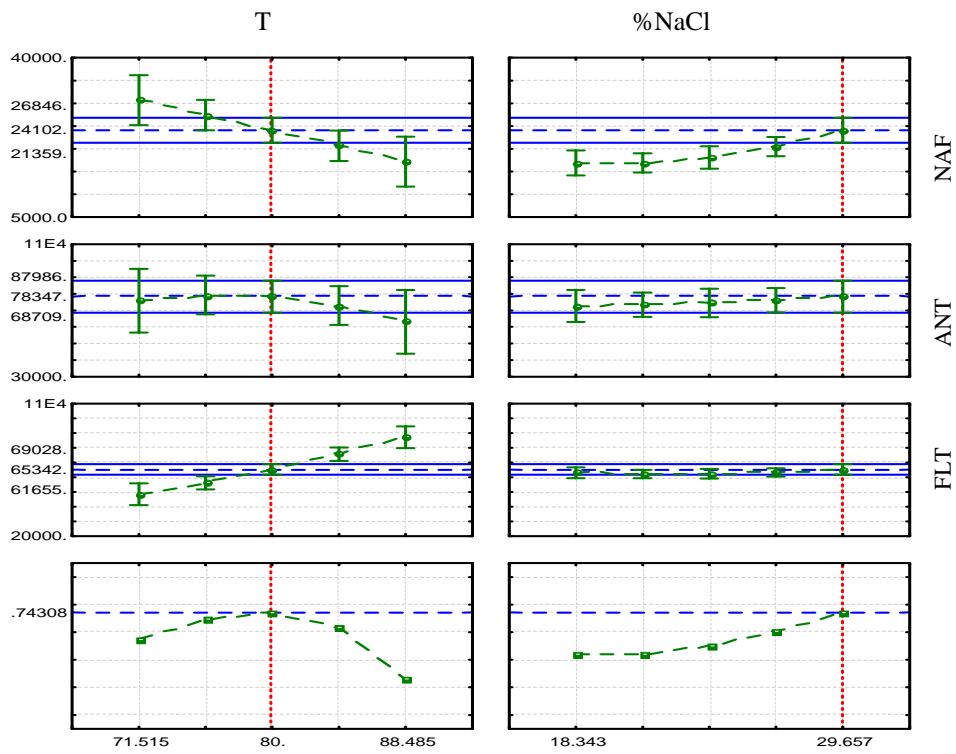 T %NaCl
40000.
26846.
24102.
21359.
5000.0
NAF
11E4
87986.
78347.
68709.
30000.
ANT
11E4
69028.
65342.
61655.
20000.
FLT
.74308
71.515 80. 88.485 18.343 29.657